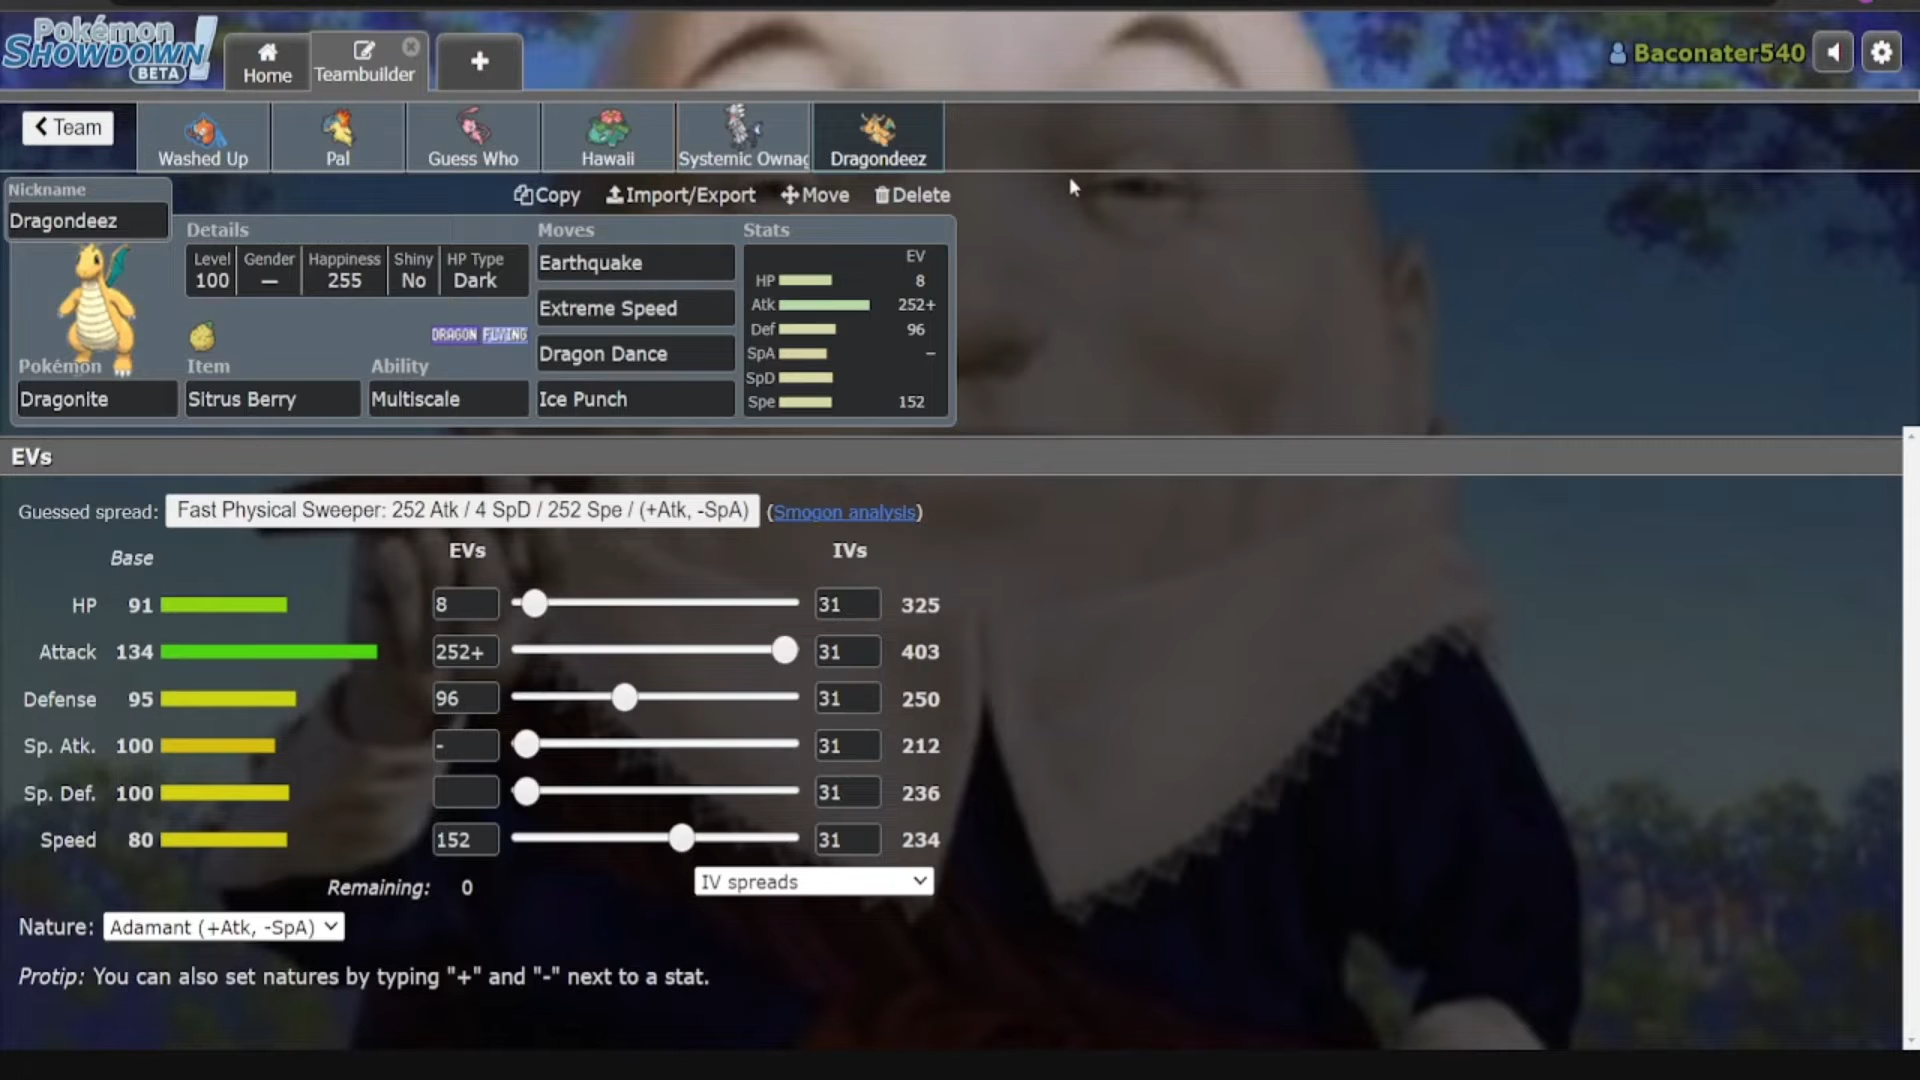 Pokémon
SHOWDOWN!
BETA
Home
Teambuilder
+
Baconater540
Team
Washed Up
Pal
Guess Who
Hawaii
Systemic Ownag
Dragondeez
Nickname
Dragondeez
Copy
Import/Export
Move
Delete
Details
Level
100
Gender
—
Happiness
255
Shiny
No
HP Type
Dark
DRAGON FLYING
Pokémon
Dragonite
Item
Sitrus Berry
Ability
Multiscale
Moves
Earthquake
Extreme Speed
Dragon Dance
Ice Punch
Stats
EV
HP 8
Atk 252+
Def 96
SpA –
SpD
Spe 152
EVs
Guessed spread: Fast Physical Sweeper: 252 Atk / 4 SpD / 252 Spe / (+Atk, -SpA) (Smogon analysis)
Base EVs IVs
HP 91 8 31 325
Attack 134 252+ 31 403
Defense 95 96 31 250
Sp. Atk. 100 - 31 212
Sp. Def. 100 31 236
Speed 80 152 31 234
Remaining: 0 IV spreads
Nature: Adamant (+Atk, -SpA)
Protip: You can also set natures by typing "+" and "-" next to a stat.